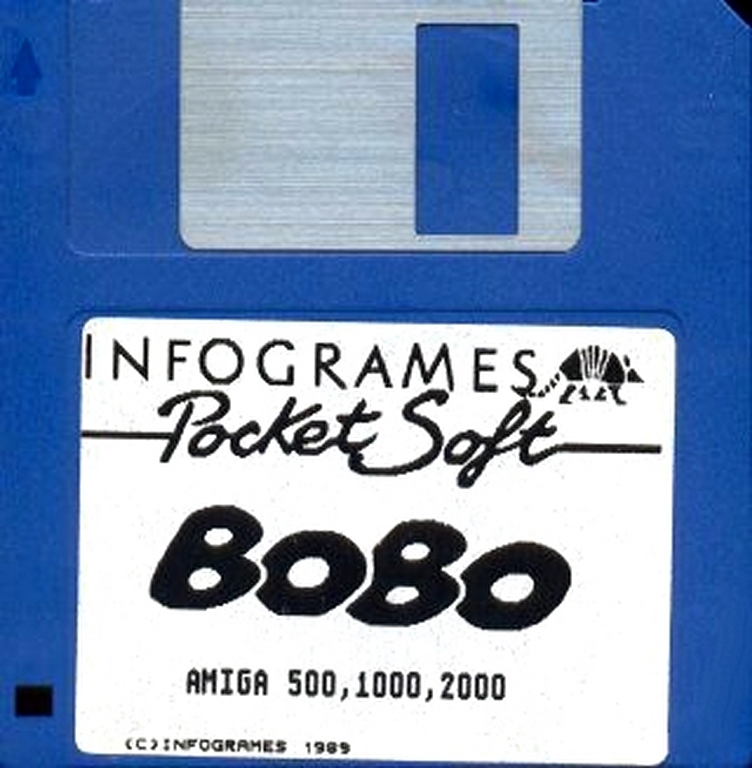 INFOGRAMES
Pocket Soft
BOBO
AMIGA 500,1000,2000
(C)INFOGRAMES 1989